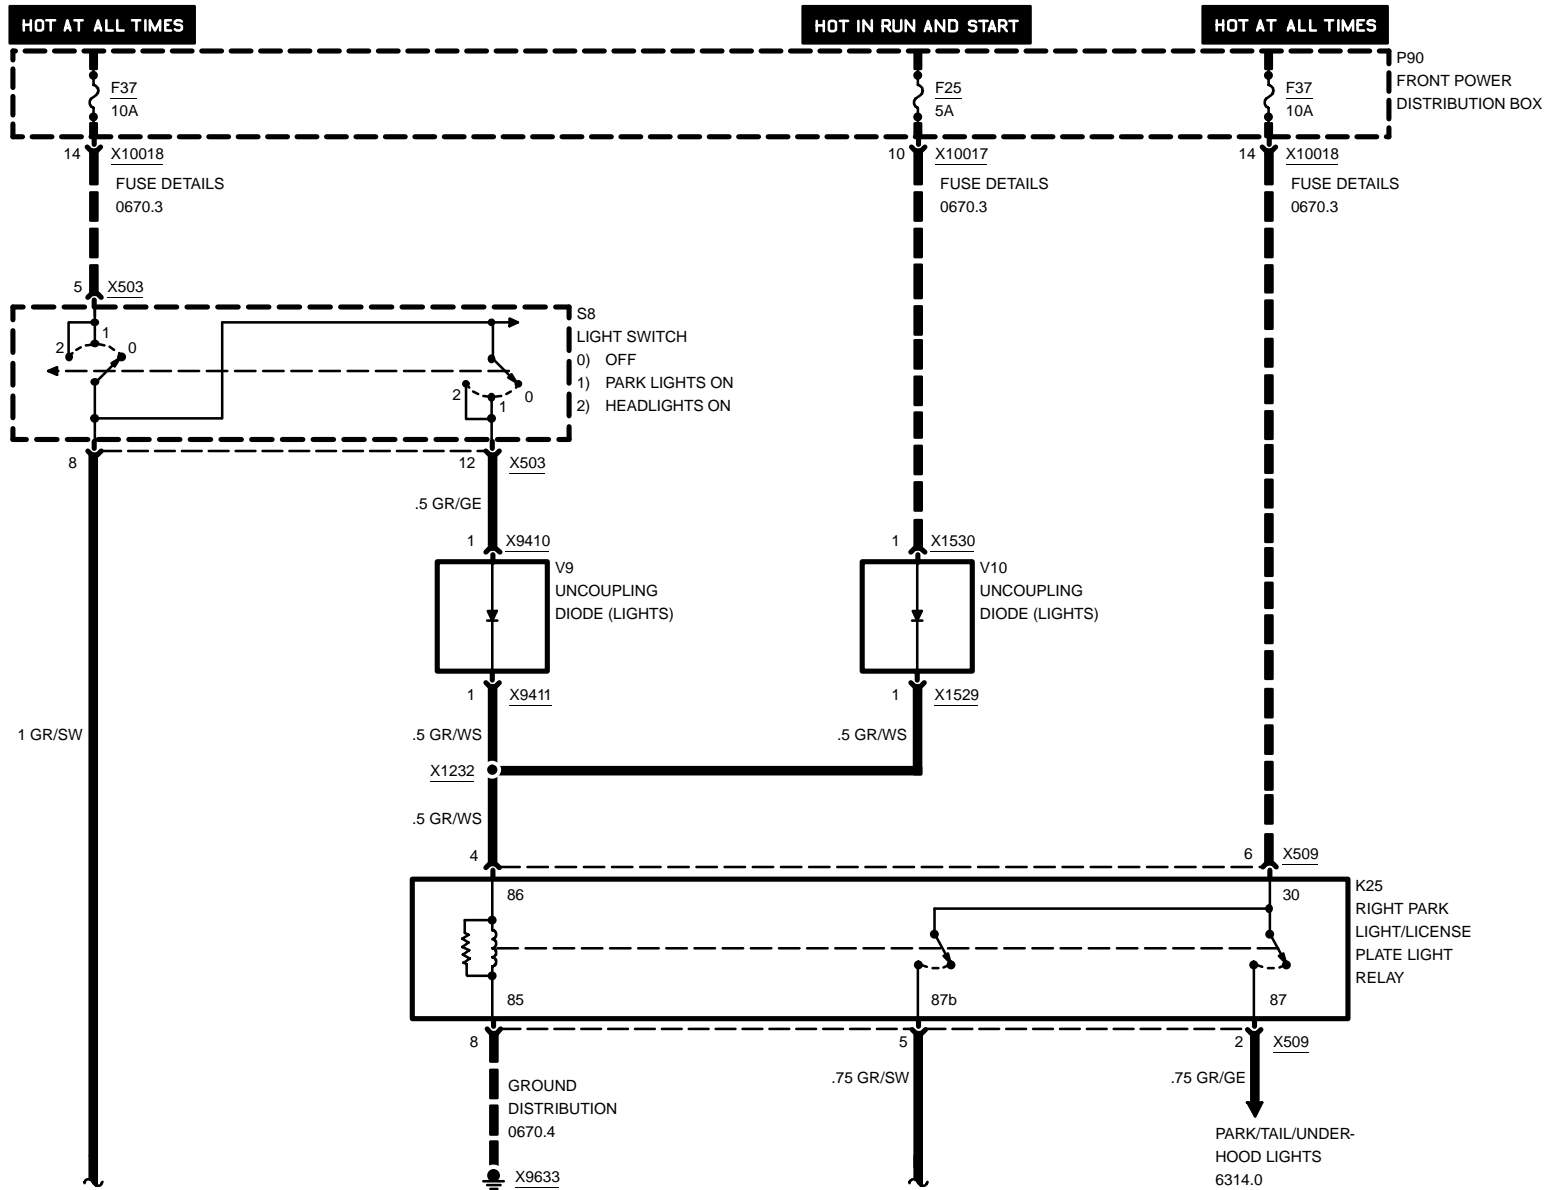 HOT AT ALL TIMES
HOT IN RUN AND START
HOT AT ALL TIMES
P90
FRONT POWER
DISTRIBUTION BOX
F37
10A
F25
5A
F37
10A
14 X10018
10 X10017
14 X10018
FUSE DETAILS
0670.3
FUSE DETAILS
0670.3
FUSE DETAILS
0670.3
5 X503
S8
LIGHT SWITCH
0) OFF
1) PARK LIGHTS ON
2) HEADLIGHTS ON
1
2
0
2
1
0
8
12 X503
.5 GR/GE
1 X9410
1 X1530
V9
UNCOUPLING
DIODE (LIGHTS)
V10
UNCOUPLING
DIODE (LIGHTS)
1 X9411
1 X1529
1 GR/SW
.5 GR/WS
.5 GR/WS
X1232
.5 GR/WS
4
6 X509
K25
RIGHT PARK
LIGHT/LICENSE
PLATE LIGHT
RELAY
86
30
85
87b
87
8
5
2 X509
.75 GR/SW
.75 GR/GE
GROUND
DISTRIBUTION
0670.4
PARK/TAIL/UNDER-
HOOD LIGHTS
6314.0
X9633